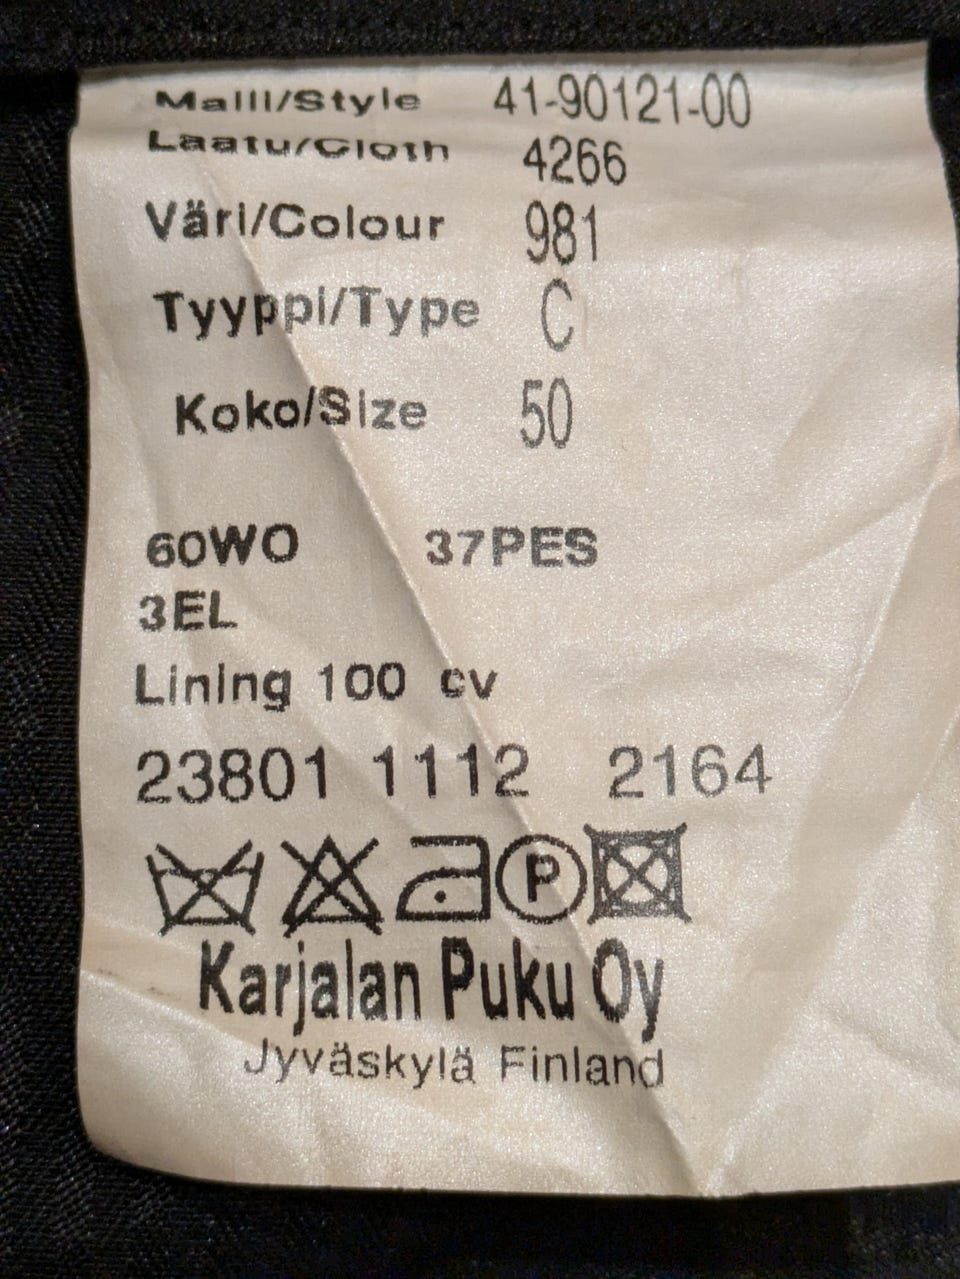 Malli/Style 41-90121-00
Laatu/Cloth 4266
Väri/Colour 981
Tyyppi/Type C
Koko/Size 50
60WO 37PES
3EL
Lining 100 cv
23801 1112 2164
P
Karjalan Puku Oy
Jyväskylä Finland